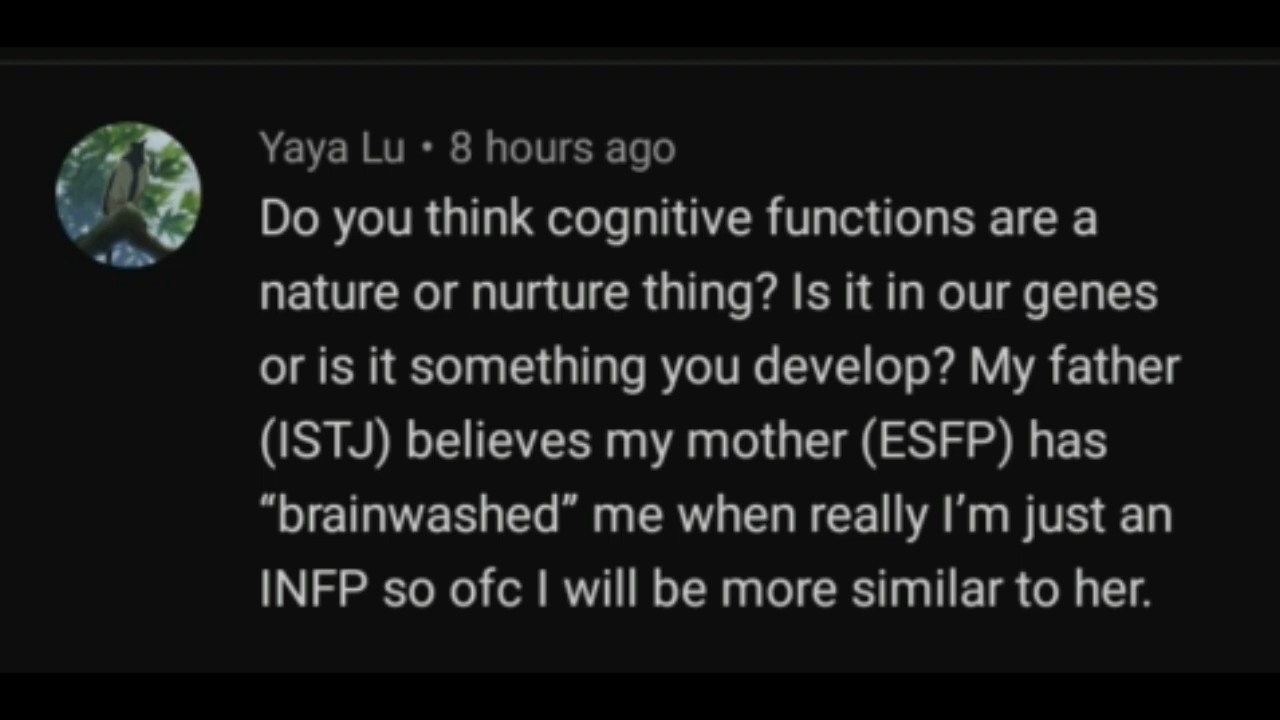 Yaya Lu • 8 hours ago
Do you think cognitive functions are a
nature or nurture thing? Is it in our genes
or is it something you develop? My father
(ISTJ) believes my mother (ESFP) has
“brainwashed” me when really I’m just an
INFP so ofc I will be more similar to her.